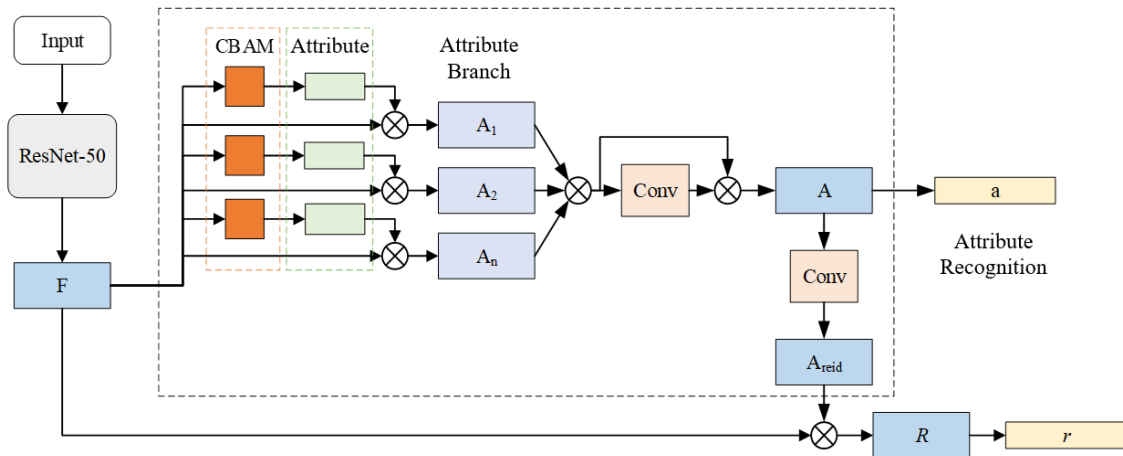 Input
ResNet-50
F
CBAM
Attribute
Attribute
Branch
A1
A2
An
Conv
A
a
Attribute
Recognition
Conv
Areid
R
r